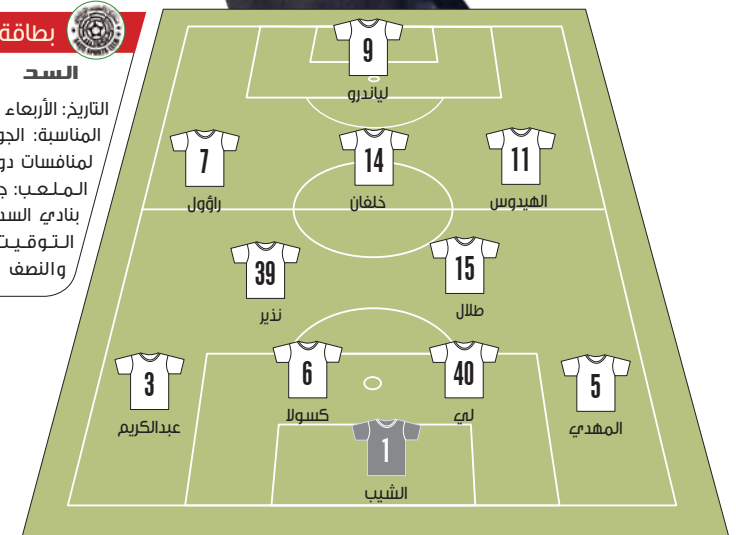 بطاقة
السد
التاريخ: الأربعاء
المناسبة: الجو
لمنافسات دو
الملعب: ج
بنادي السد
التوقيت
والنصف
9
لياندرو
11
الهيدوس
14
خلفان
7
راؤول
15
طلال
39
نذير
5
المهدي
40
لي
6
كسولا
3
عبدالكريم
1
الشيب